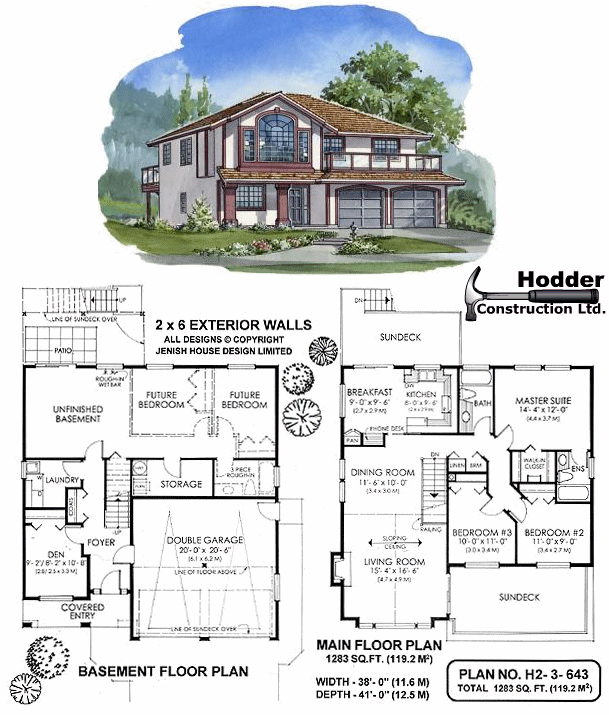 Hodder
Construction Ltd.
UP
LINE OF SUNDECK OVER
PATIO
2 x 6 EXTERIOR WALLS
ALL DESIGNS © COPYRIGHT
JENISH HOUSE DESIGN LIMITED
ROUGH-IN
WET BAR
UNFINISHED
BASEMENT
FUTURE
BEDROOM
FUTURE
BEDROOM
LAUNDRY
W
COATS
UP
STORAGE
3 PIECE
ROUGH-IN
DEN
9'- 2"/ 8'- 2" x 10'- 8"
(2.8/ 2.5 x 3.3 M)
FOYER
DOUBLE GARAGE
20'- 0" x 20'- 6"
(6.1 x 6.2 M)
LINE OF FLOOR ABOVE
COVERED
ENTRY
LINE OF SUNDECK OVER
BASEMENT FLOOR PLAN
DN
SUNDECK
BREAKFAST
9'- 0"x 9'- 6"
(2.7 x 2.9 M)
KITCHEN
8'- 0"x 9'- 6"
(2.4 x 2.9 M)
DW
PAN
PHONE DESK
BATH
MASTER SUITE
14'- 4"x 12'- 0"
(4.4 x 3.7 M)
DINING ROOM
11'- 6"x 10'- 0"
(3.4 x 3.0 M)
DN
LINEN
BRM
WALK-IN
CLOSET
ENS
RAILING
SLOPING
CEILING
LIVING ROOM
15'- 4"x 16'- 6"
(4.7 x 4.9 M)
BEDROOM #3
10'- 0"x 11'- 0"
(3.0 x 3.4 M)
BEDROOM #2
11'- 0"x 9'- 0"
(3.4 x 2.7 M)
SUNDECK
MAIN FLOOR PLAN
1283 SQ.FT. (119.2 M²)
WIDTH - 38'- 0" (11.6 M)
DEPTH - 41'- 0" (12.5 M)
PLAN NO. H2- 3- 643
TOTAL 1283 SQ.FT. (119.2 M²)